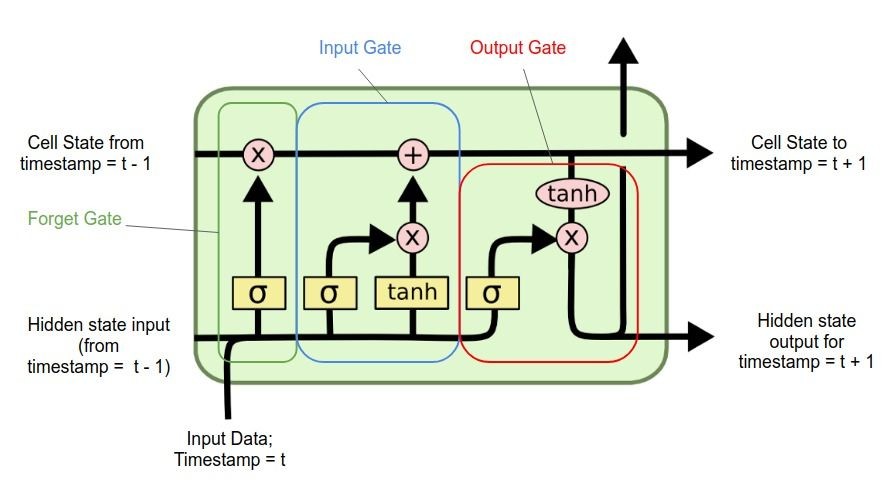 Input Gate
Output Gate
Cell State from
timestamp = t - 1
x
+
Cell State to
timestamp = t + 1
tanh
Forget Gate
x
x
σ
σ
tanh
σ
Hidden state input
(from
timestamp =  t - 1)
Hidden state
output for
timestamp = t + 1
Input Data;
Timestamp = t